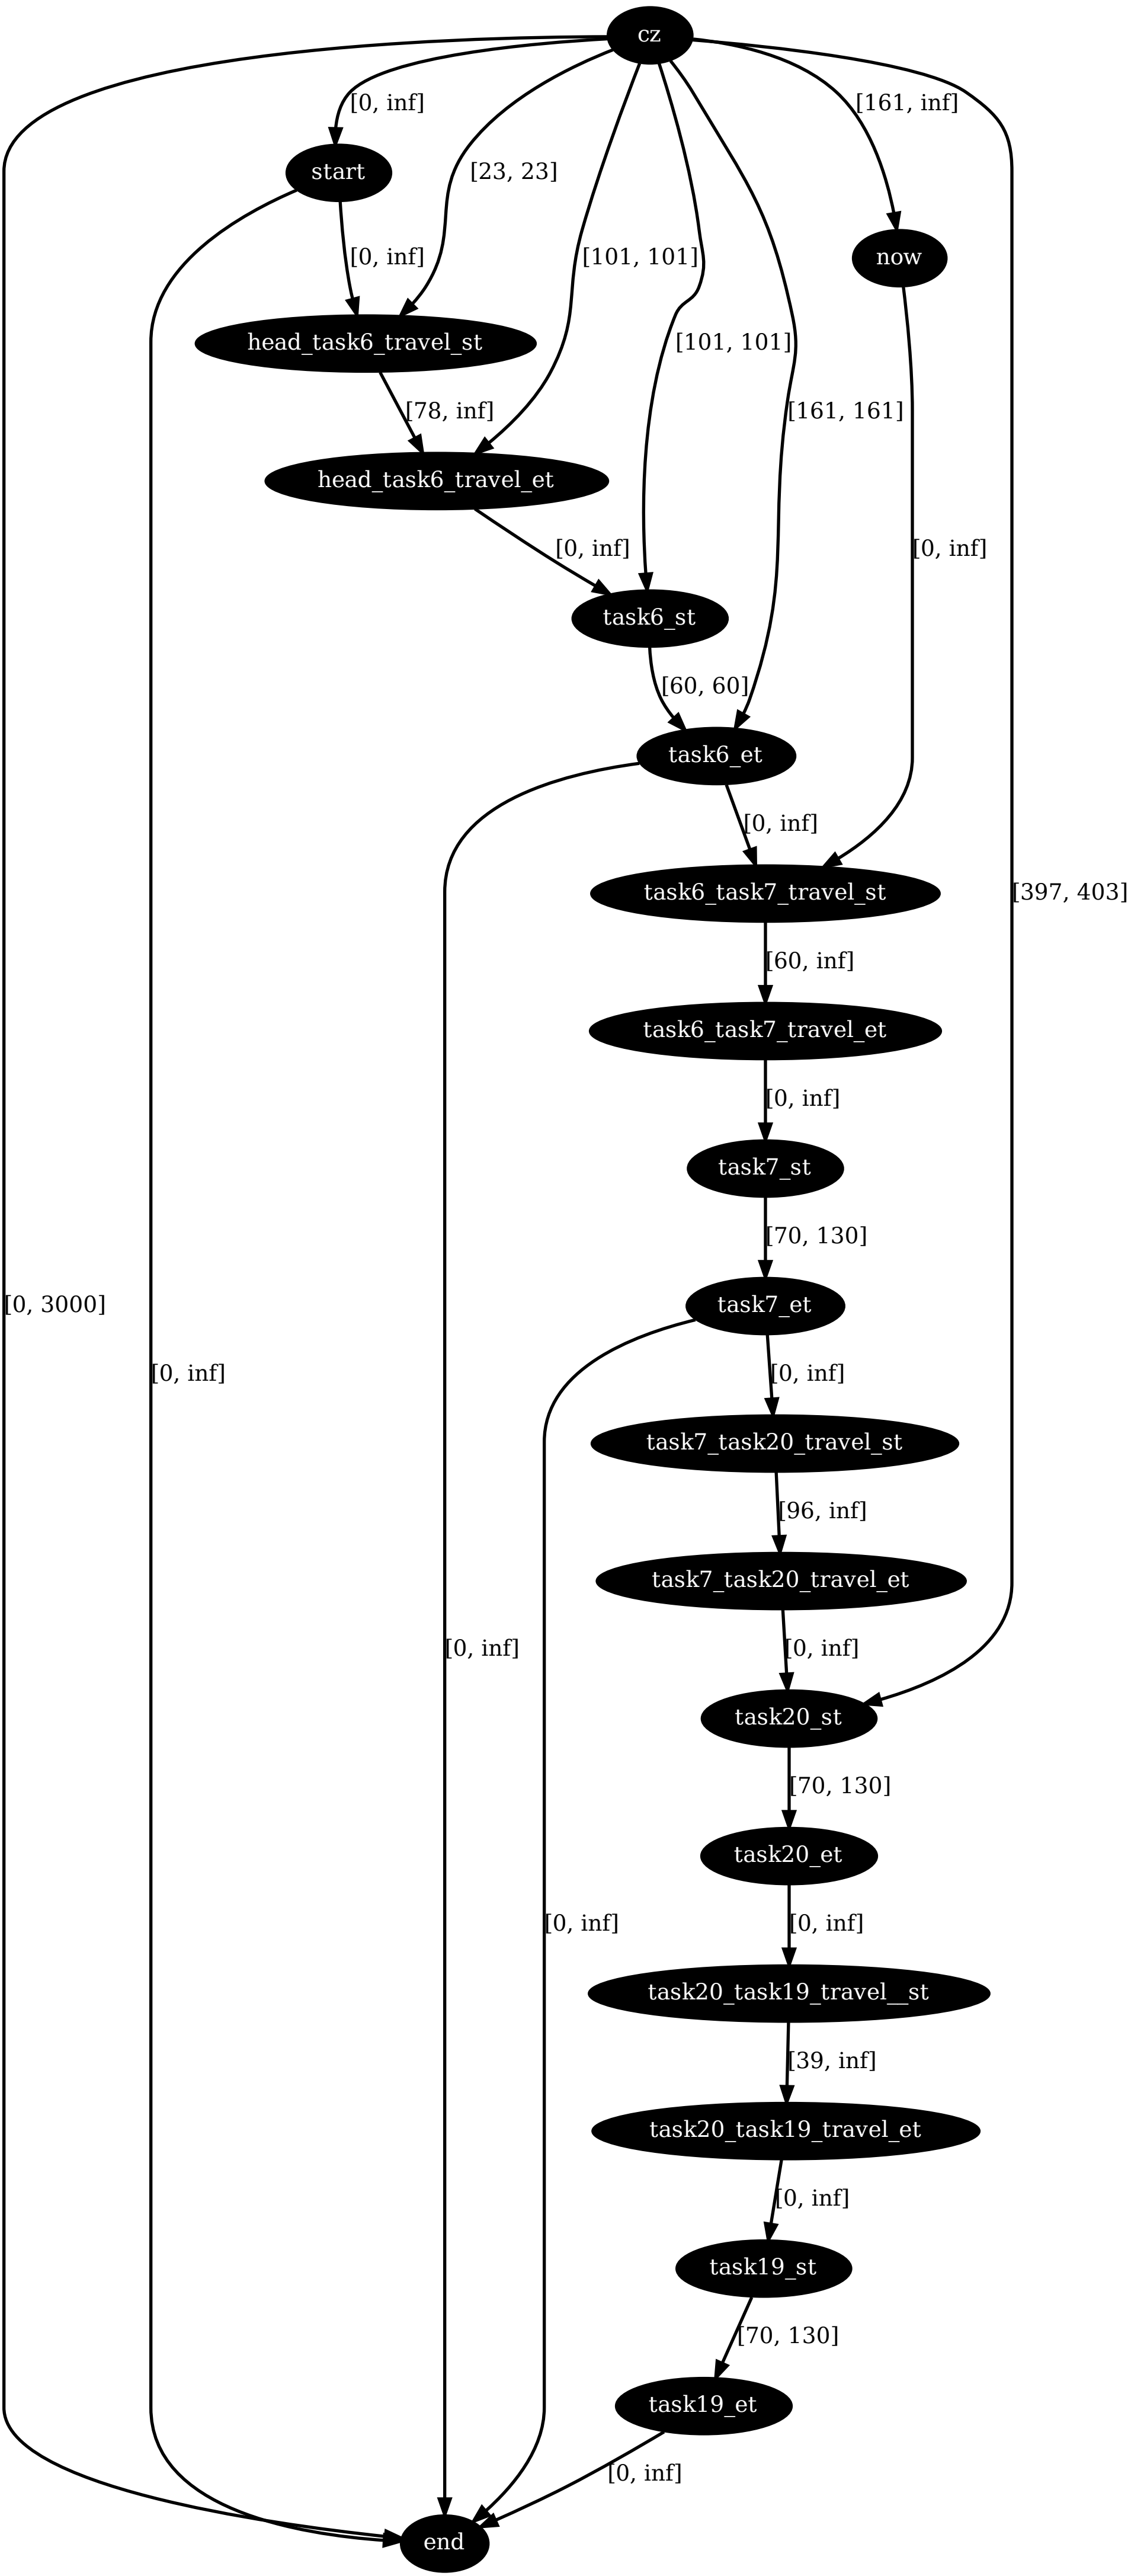 cz
[0, inf]
[161, inf]
start
[23, 23]
[0, inf]
[101, 101]
now
head_task6_travel_st
[101, 101]
[78, inf]
[161, 161]
head_task6_travel_et
[0, inf]
[0, inf]
task6_st
[60, 60]
task6_et
[0, inf]
task6_task7_travel_st
[397, 403]
[60, inf]
task6_task7_travel_et
[0, inf]
task7_st
[70, 130]
[0, 3000]
task7_et
[0, inf]
[0, inf]
task7_task20_travel_st
[96, inf]
task7_task20_travel_et
[0, inf]
[0, inf]
task20_st
[70, 130]
task20_et
[0, inf]
[0, inf]
task20_task19_travel__st
[39, inf]
task20_task19_travel_et
[0, inf]
task19_st
[70, 130]
task19_et
[0, inf]
end